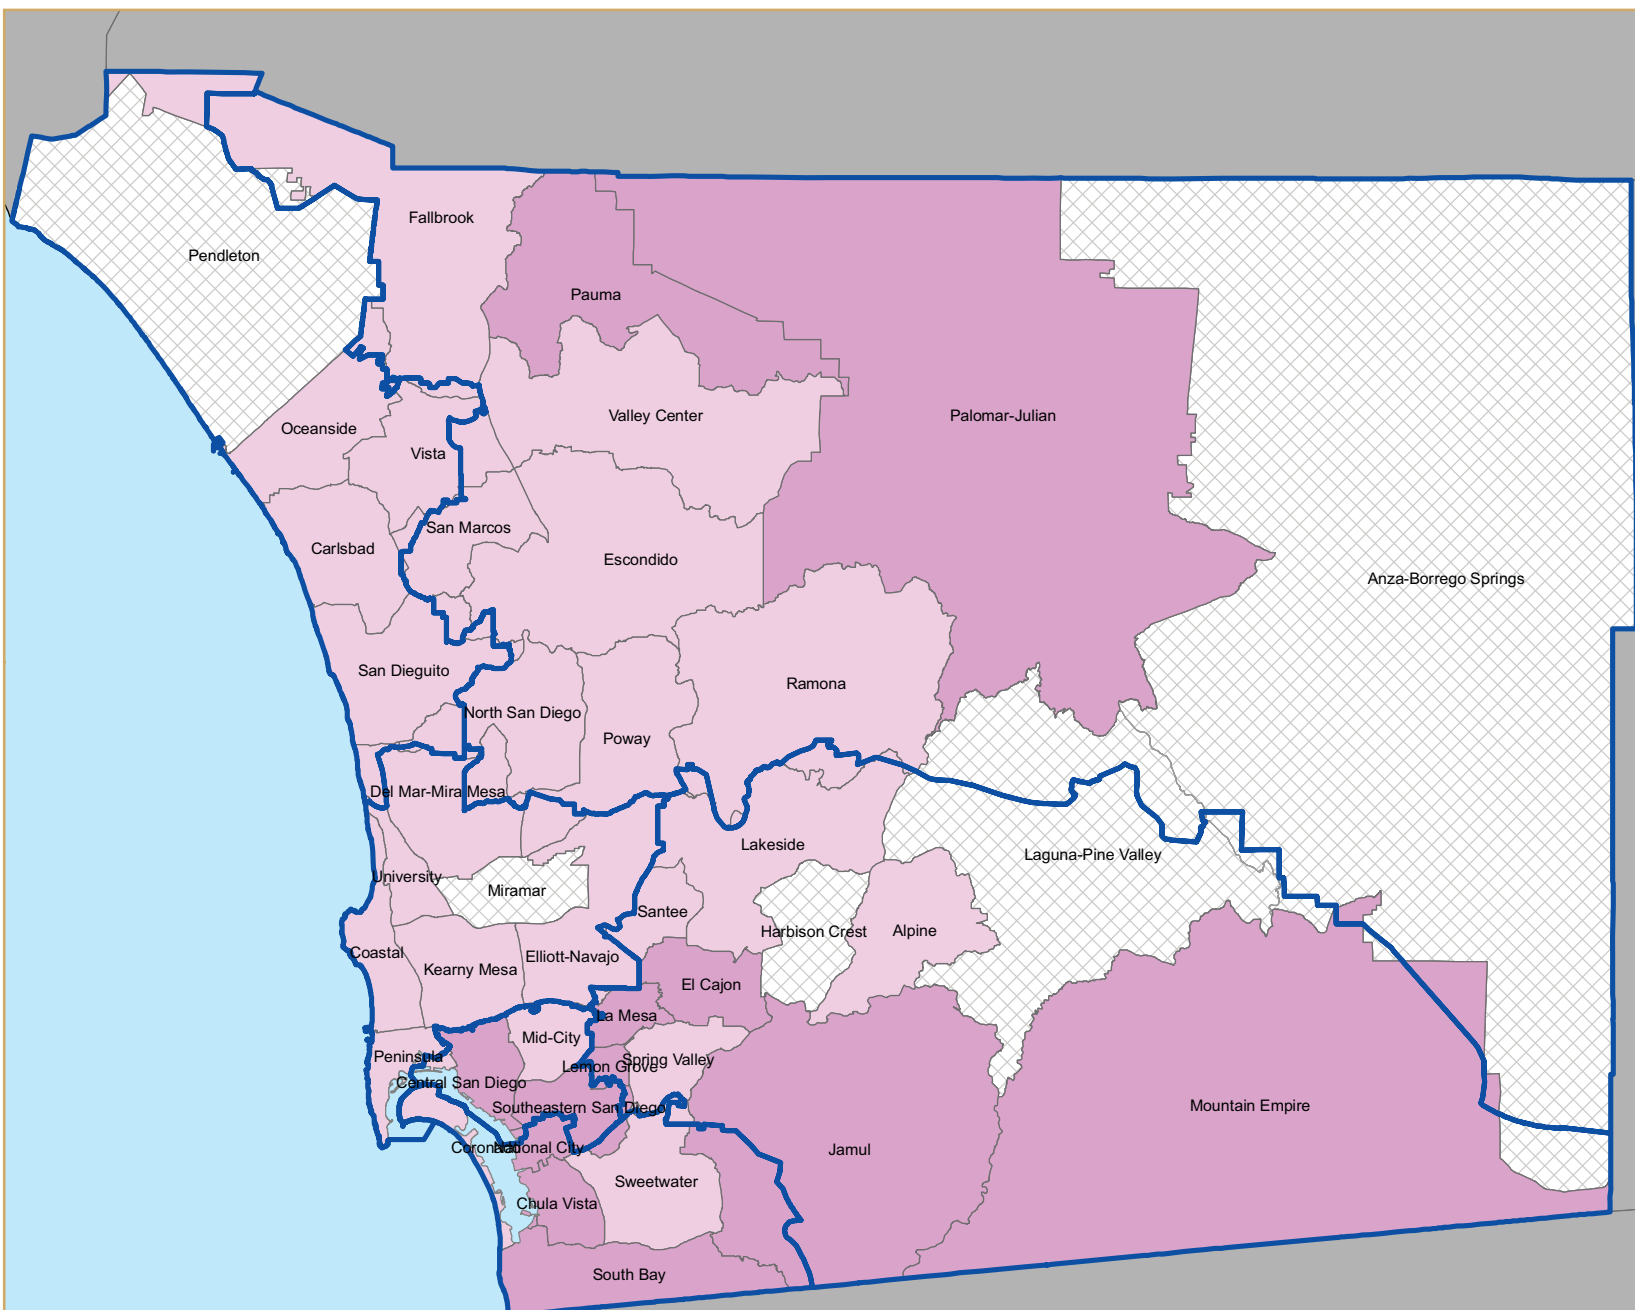 Fallbrook
Pendleton
Pauma
Valley Center
Palomar-Julian
Oceanside
Vista
San Marcos
Carlsbad
Escondido
Anza-Borrego Springs
San Dieguito
Ramona
North San Diego
Poway
Del Mar-Mira Mesa
Lakeside
Laguna-Pine Valley
University
Miramar
Santee
Harbison Crest
Alpine
Coastal
Elliott-Navajo
Kearny Mesa
El Cajon
La Mesa
Mid-City
Peninsula
Spring Valley
Lemon Grove
Central San Diego
Southeastern San Diego
Mountain Empire
Coronado
National City
Jamul
Sweetwater
Chula Vista
South Bay